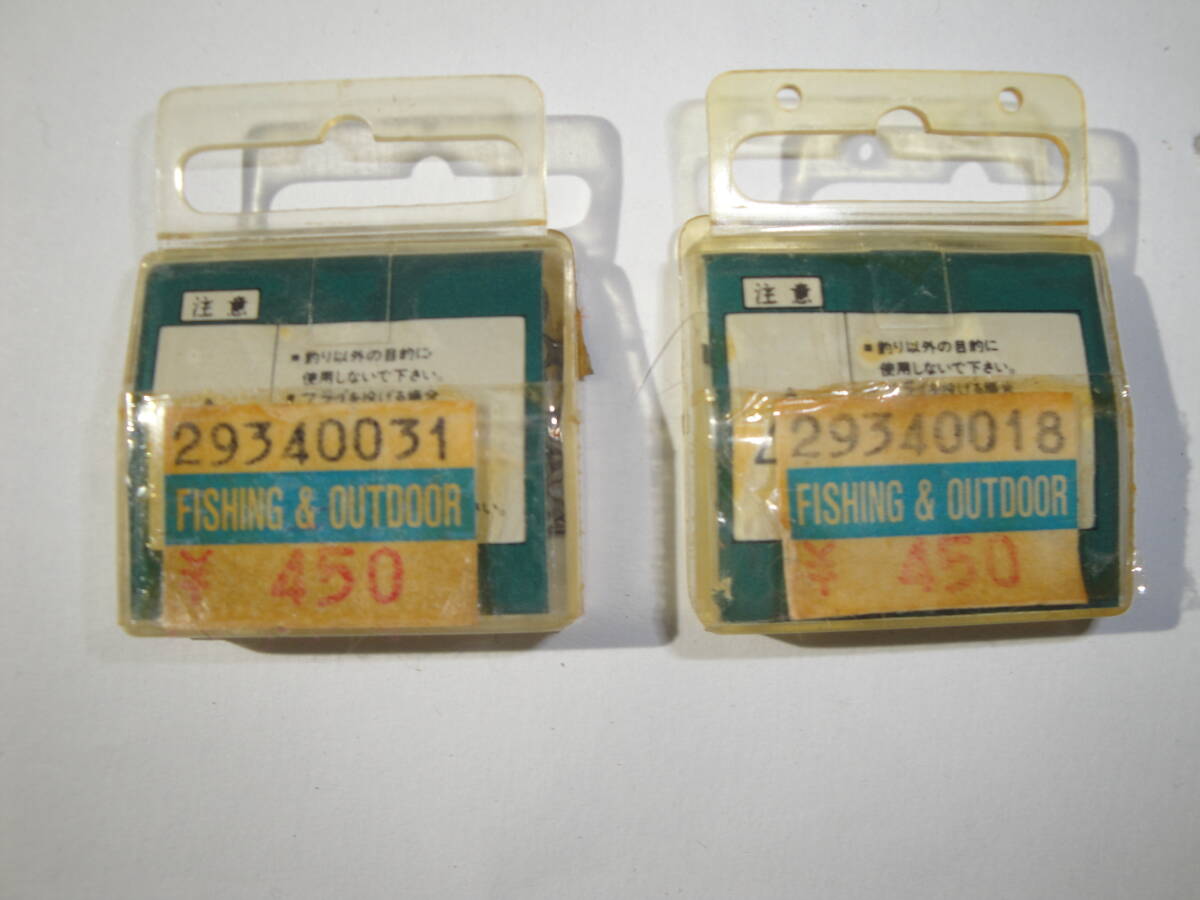 注意
■釣り以外の目的に
使用しないで下さい。
29340031
FISHING & OUTDOOR
い。
¥ 450
注意
■釣り以外の目的に
使用しないで下さい。
29340018
FISHING & OUTDOOR
¥ 450